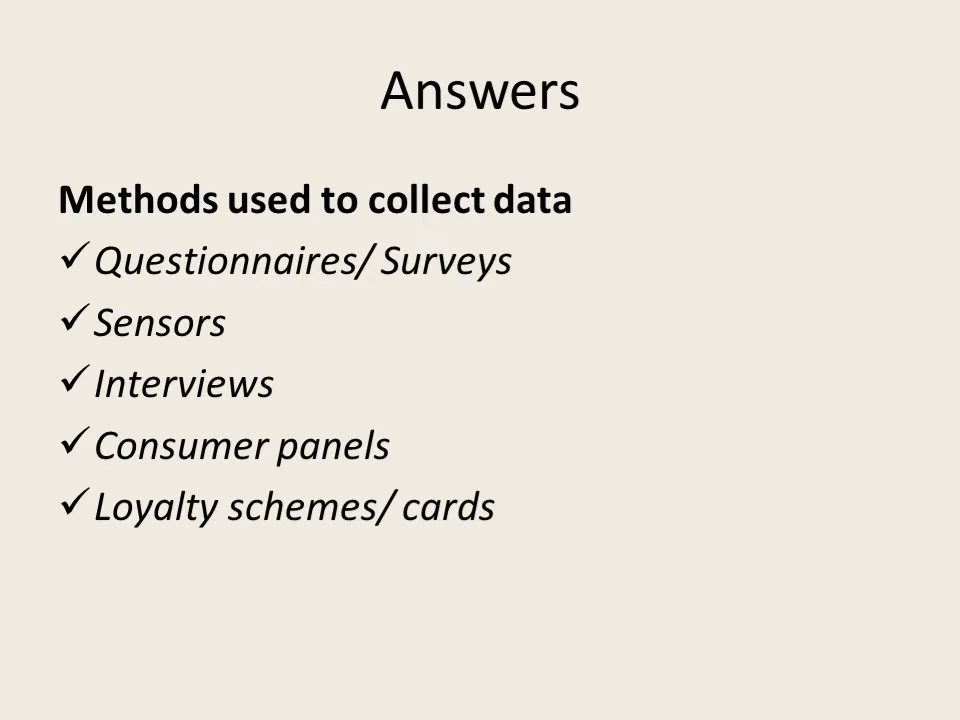 Answers
Methods used to collect data
✓ Questionnaires/ Surveys
✓ Sensors
✓ Interviews
✓ Consumer panels
✓ Loyalty schemes/ cards